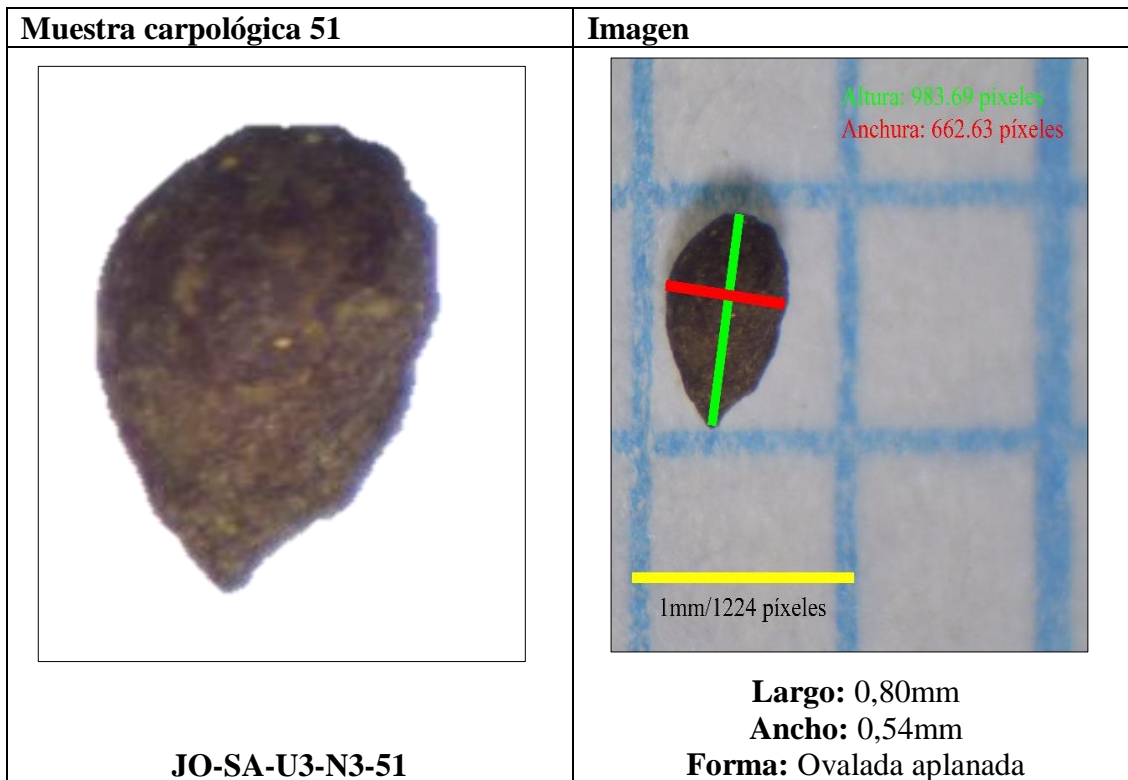 Muestra carpológica 51
Imagen
Altura: 983.69 píxeles
Anchura: 662.63 píxeles
1mm/1224 píxeles
JO-SA-U3-N3-51
Largo: 0,80mm
Ancho: 0,54mm
Forma: Ovalada aplanada